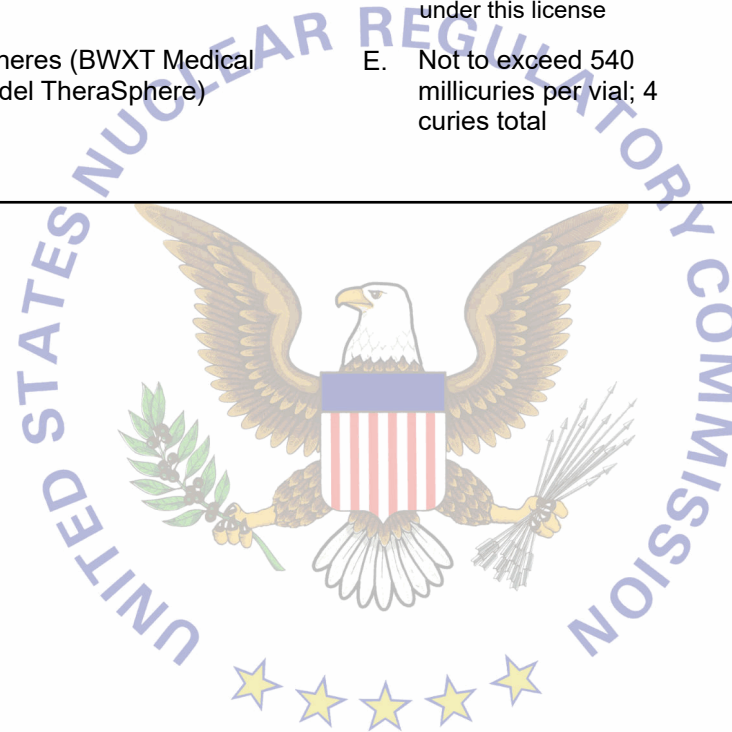 under this license
heres (BWXT Medical
del TheraSphere)
E. Not to exceed 540
millicuries per vial; 4
curies total
UNITED STATES NUCLEAR REGULATORY COMMISSION